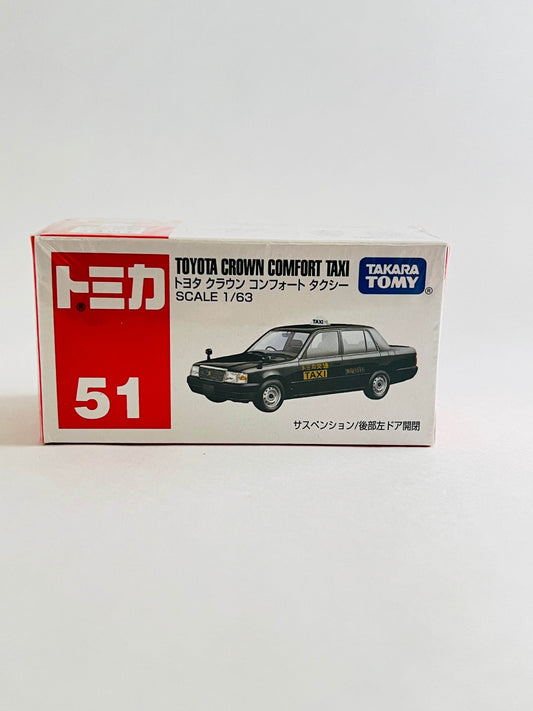 トミカ®
51
TOYOTA CROWN COMFORT TAXI
トヨタ クラウン コンフォート タクシー
SCALE 1/63
TAKARA
TOMY®
TAXI
TAXI
サスペンション/後部左ドア開閉